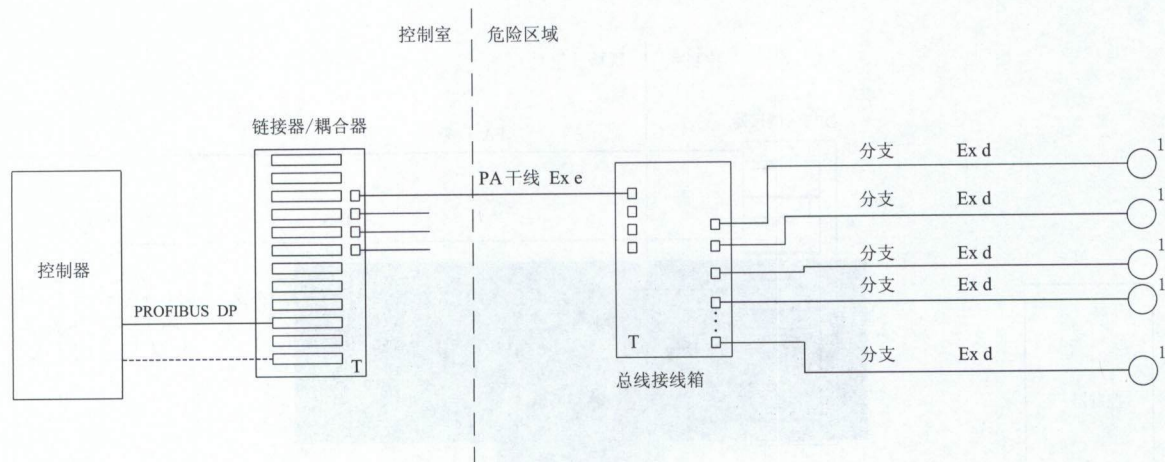 控制室
危险区域
链接器/耦合器
控制器
PROFIBUS DP
T
PA干线 Ex e
T
总线接线箱
分支 Ex d 1
分支 Ex d 1
分支 Ex d 1
分支 Ex d 1
分支 Ex d 1